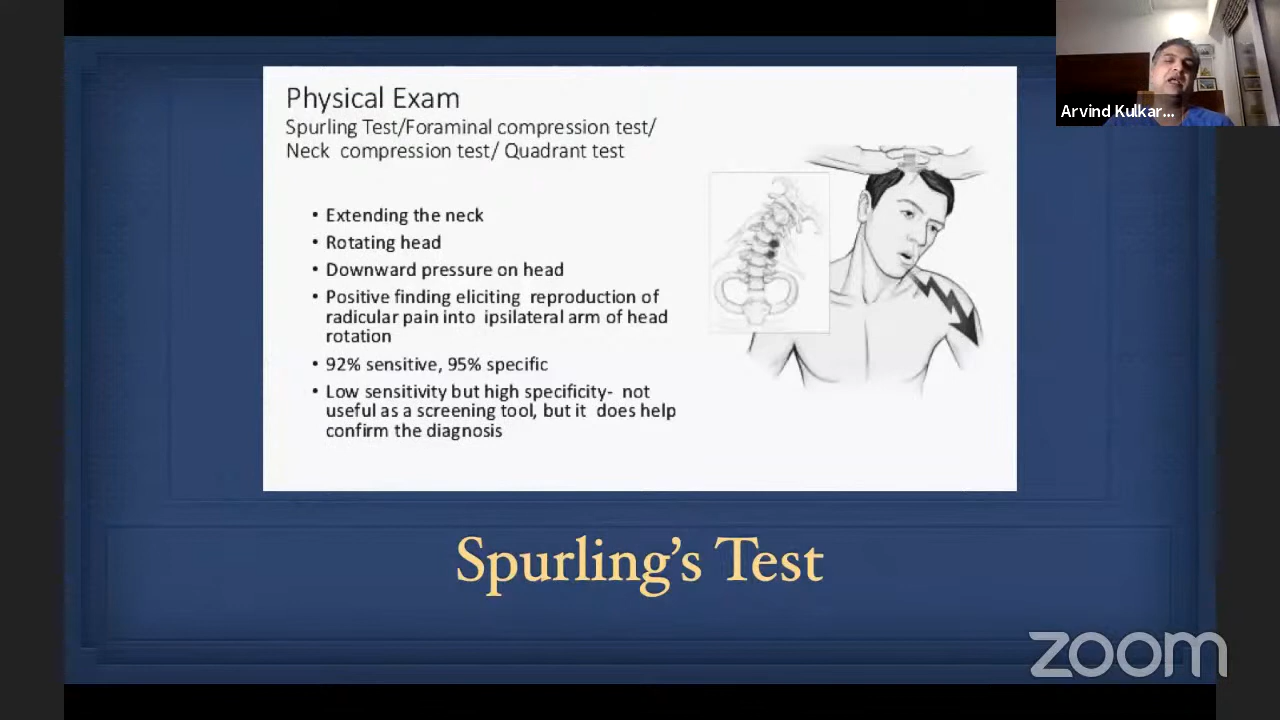 Physical Exam
Spurling Test/Foraminal compression test/
Neck compression test/ Quadrant test
• Extending the neck
• Rotating head
• Downward pressure on head
• Positive finding eliciting reproduction of
radicular pain into ipsilateral arm of head
rotation
• 92% sensitive, 95% specific
• Low sensitivity but high specificity- not
useful as a screening tool, but it does help
confirm the diagnosis
Arvind Kulkar...
Spurling's Test
zoom